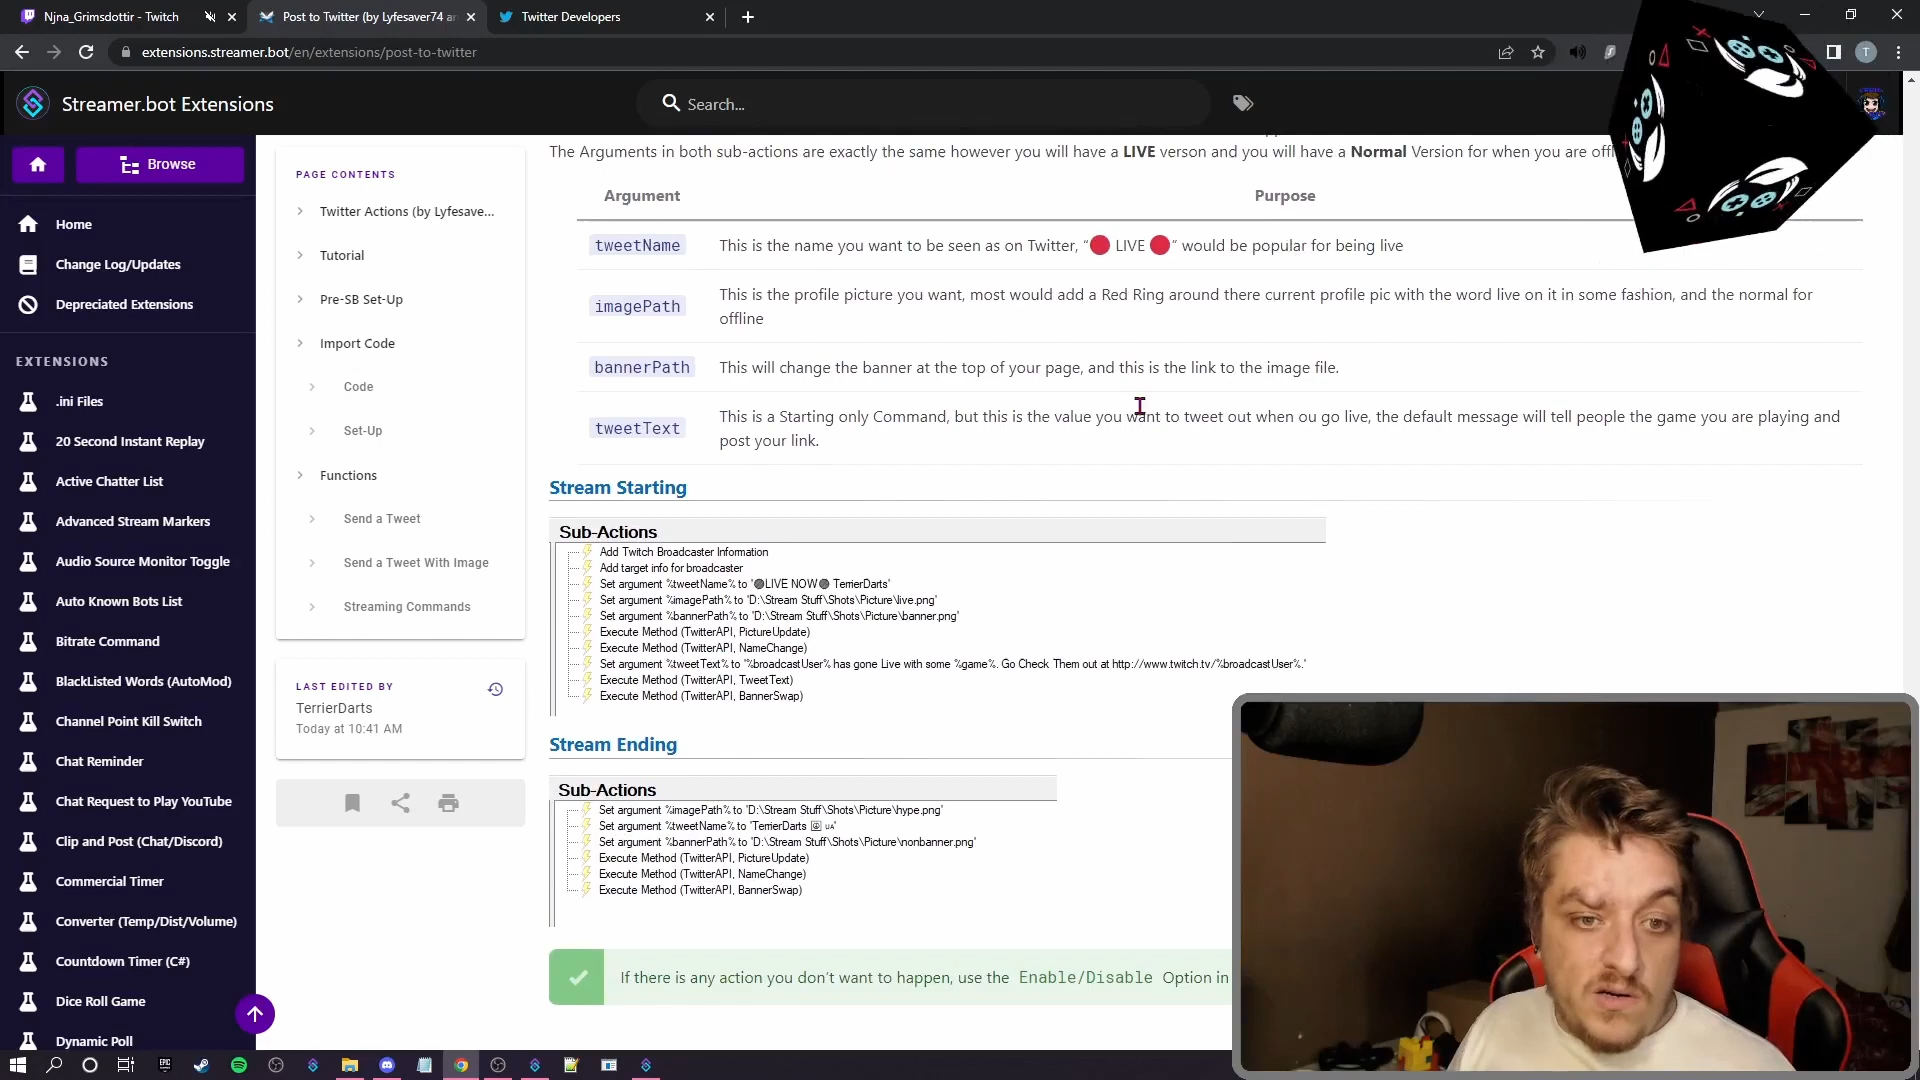 Njna_Grimsdottir - Twitch
Post to Twitter (by Lyfesaver74 an
Twitter Developers
extensions.streamer.bot/en/extensions/post-to-twitter
T
Streamer.bot Extensions
Search...
Browse
Home
Change Log/Updates
Depreciated Extensions
EXTENSIONS
.ini Files
20 Second Instant Replay
Active Chatter List
Advanced Stream Markers
Audio Source Monitor Toggle
Auto Known Bots List
Bitrate Command
BlackListed Words (AutoMod)
Channel Point Kill Switch
Chat Reminder
Chat Request to Play YouTube
Clip and Post (Chat/Discord)
Commercial Timer
Converter (Temp/Dist/Volume)
Countdown Timer (C#)
Dice Roll Game
Dynamic Poll
PAGE CONTENTS
Twitter Actions (by Lyfesave...
Tutorial
Pre-SB Set-Up
Import Code
Code
Set-Up
Functions
Send a Tweet
Send a Tweet With Image
Streaming Commands
LAST EDITED BY
TerrierDarts
Today at 10:41 AM
The Arguments in both sub-actions are exactly the same however you will have a LIVE verson and you will have a Normal Version for when you are offl
Argument Purpose
tweetName This is the name you want to be seen as on Twitter, “🔴 LIVE 🔴” would be popular for being live
imagePath This is the profile picture you want, most would add a Red Ring around there current profile pic with the word live on it in some fashion, and the normal for
offline
bannerPath This will change the banner at the top of your page, and this is the link to the image file.
tweetText This is a Starting only Command, but this is the value you want to tweet out when ou go live, the default message will tell people the game you are playing and
post your link.
Stream Starting
Sub-Actions
Add Twitch Broadcaster Information
Add target info for broadcaster
Set argument %tweetName% to '🔴LIVE NOW🔴 TerrierDarts'
Set argument %imagePath% to 'D:\Stream Stuff\Shots\Picture\live.png'
Set argument %bannerPath% to 'D:\Stream Stuff\Shots\Picture\banner.png'
Execute Method (TwitterAPI, PictureUpdate)
Execute Method (TwitterAPI, NameChange)
Set argument %tweetText% to '%broadcastUser% has gone Live with some %game%. Go Check Them out at http://www.twitch.tv/%broadcastUser%.'
Execute Method (TwitterAPI, TweetText)
Execute Method (TwitterAPI, BannerSwap)
Stream Ending
Sub-Actions
Set argument %imagePath% to 'D:\Stream Stuff\Shots\Picture\hype.png'
Set argument %tweetName% to 'TerrierDarts UA'
Set argument %bannerPath% to 'D:\Stream Stuff\Shots\Picture\nonbanner.png'
Execute Method (TwitterAPI, PictureUpdate)
Execute Method (TwitterAPI, NameChange)
Execute Method (TwitterAPI, BannerSwap)
If there is any action you don’t want to happen, use the Enable/Disable Option in